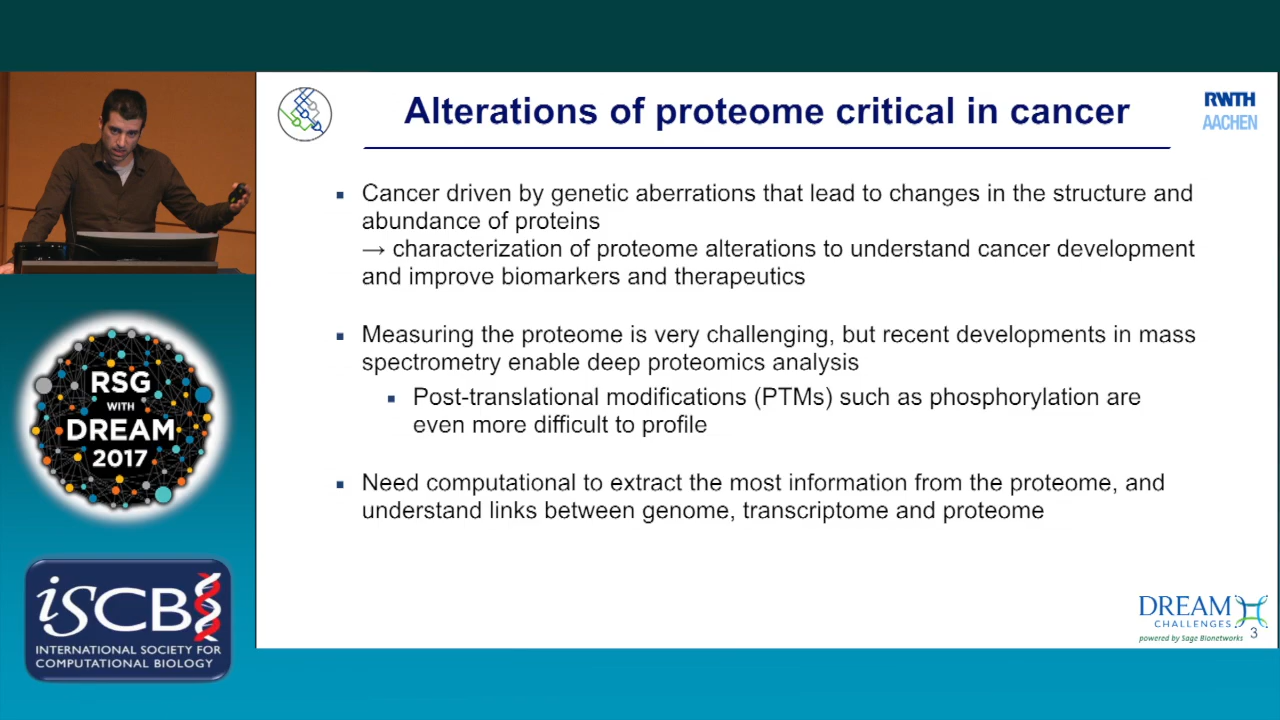 Alterations of proteome critical in cancer
RWTH
AACHEN
▪ Cancer driven by genetic aberrations that lead to changes in the structure and
abundance of proteins
→ characterization of proteome alterations to understand cancer development
and improve biomarkers and therapeutics
▪ Measuring the proteome is very challenging, but recent developments in mass
spectrometry enable deep proteomics analysis
▪ Post-translational modifications (PTMs) such as phosphorylation are
even more difficult to profile
▪ Need computational to extract the most information from the proteome, and
understand links between genome, transcriptome and proteome
RSG
WITH
DREAM
2017
iSCB
INTERNATIONAL SOCIETY FOR
COMPUTATIONAL BIOLOGY
DREAM
CHALLENGES
powered by Sage Bionetworks
3